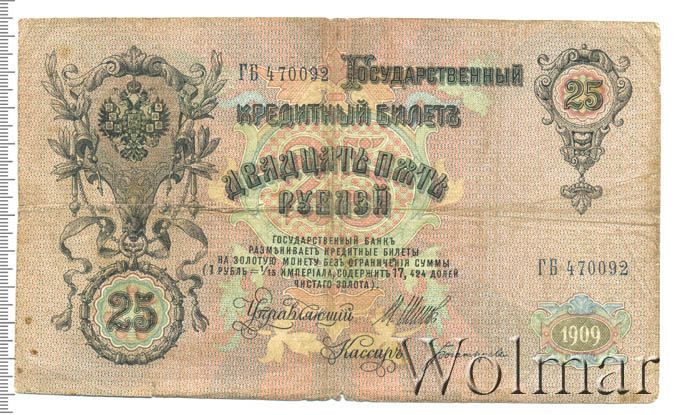 ГБ 470092 Государственный
Кредитный Билетъ
25
Двадцать пять
рублей
ГОСУДАРСТВЕННЫЙ БАНКЪ
РАЗМѢНИВАЕТЪ КРЕДИТНЫЕ БИЛЕТЫ
НА ЗОЛОТУЮ МОНЕТУ БЕЗЪ ОГРАНИЧЕНІЯ СУММЫ
(1 РУБЛЬ = 1/15 ИМПЕРІАЛА, СОДЕРЖИТЪ 17,424 ДОЛЕЙ
ЧИСТАГО ЗОЛОТА).
ГБ 470092
25
Управляющій
1909
Кассиръ
Wolmar